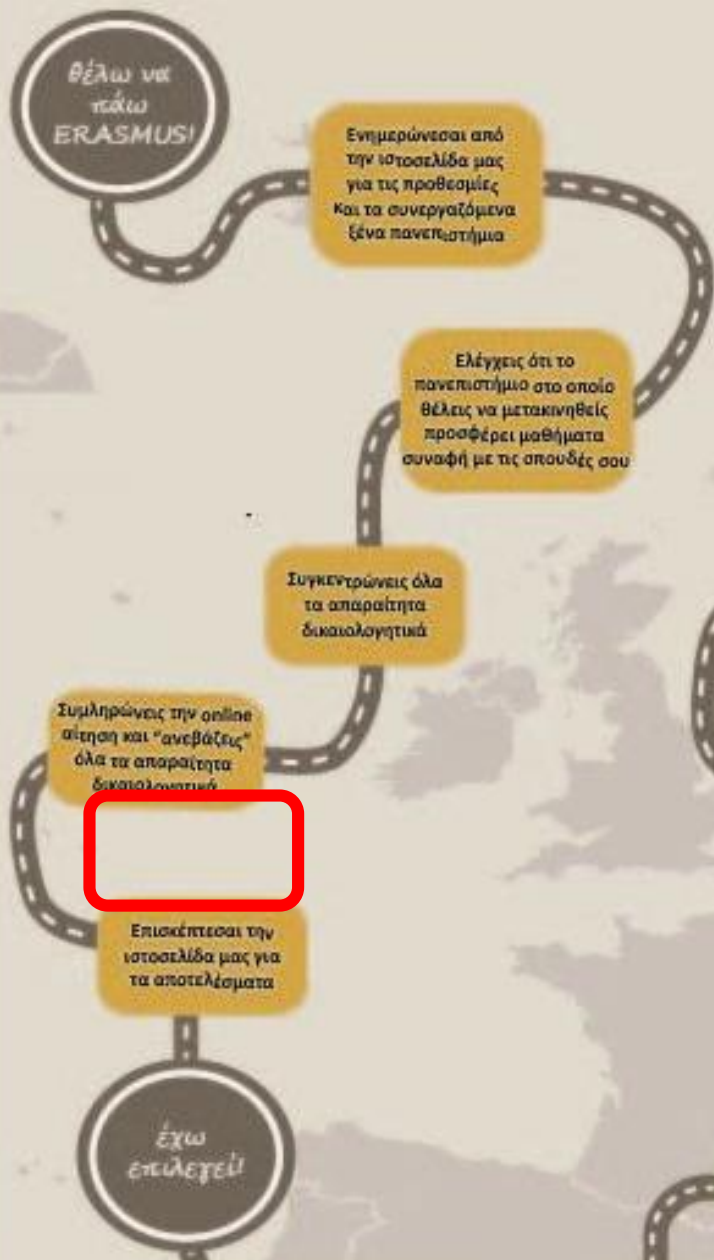 θέλω να
πάω
ERASMUS!
Ενημερώνεσαι από
την ιστοσελίδα μας
για τις προθεσμίες
και τα συνεργαζόμενα
ξένα πανεπιστήμια
Ελέγχεις ότι το
πανεπιστήμιο στο οποίο
θέλεις να μετακινηθείς
προσφέρει μαθήματα
συναφή με τις σπουδές σου
Συγκεντρώνεις όλα
τα απαραίτητα
δικαιολογητικά
Συμληρώνεις την online
αίτηση και "ανεβάζεις"
όλα τα απαραίτητα
δικαιολογητικά
Επισκέπτεσαι την
ιστοσελίδα μας για
τα αποτελέσματα
έχω
επιλεγεί!